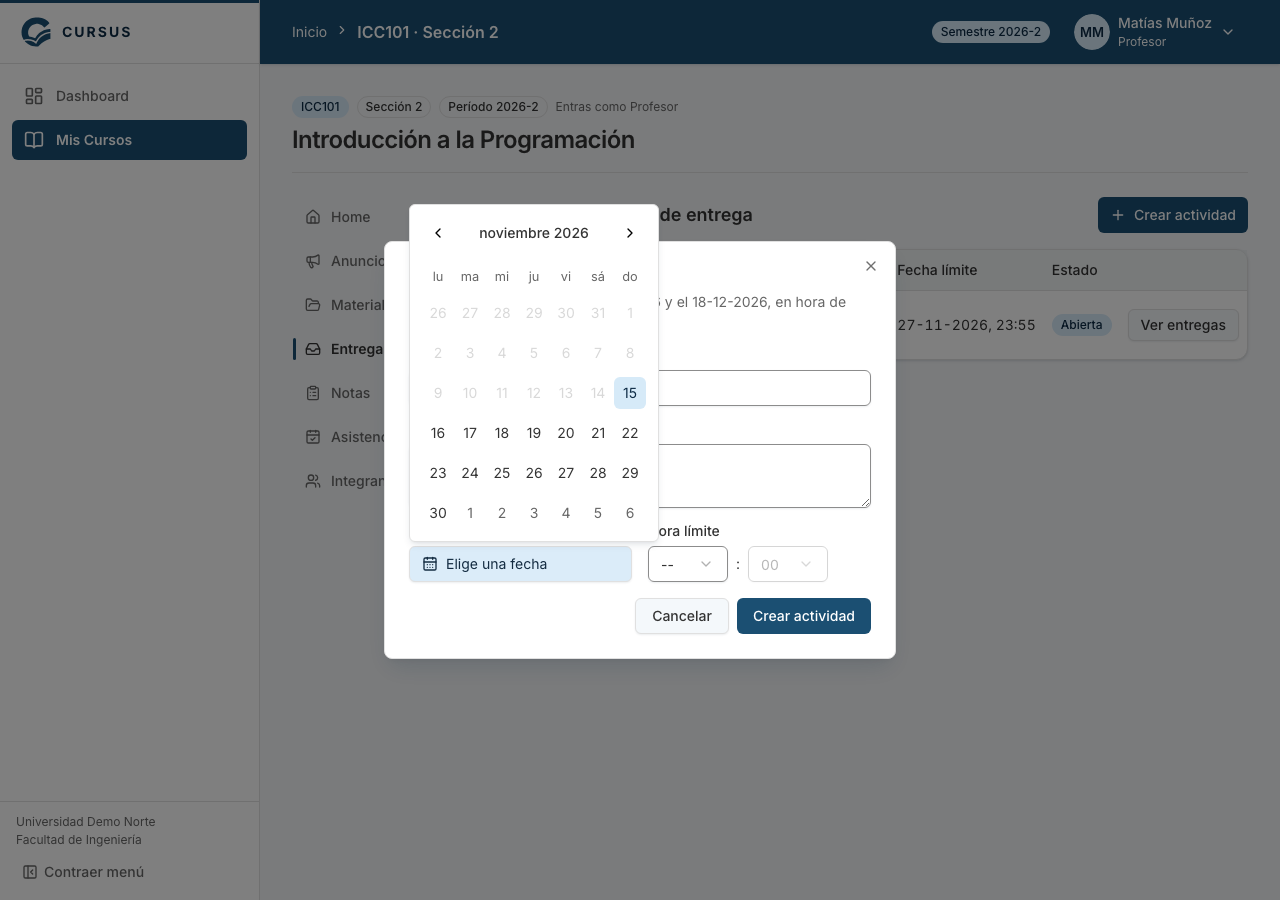 CURSUS
Inicio
ICC101 · Sección 2
Semestre 2026-2
MM
Matías Muñoz
Profesor
Dashboard
Mis Cursos
ICC101
Sección 2
Período 2026-2
Entras como Profesor
Introducción a la Programación
Home
de entrega
Crear actividad
Material
Entrega
Notas
Fecha límite
Estado
27-11-2026, 23:55
Abierta
Ver entregas
y el 18-12-2026, en hora de
noviembre 2026
lu ma mi ju vi sá do
26 27 28 29 30 31 1
2 3 4 5 6 7 8
9 10 11 12 13 14 15
16 17 18 19 20 21 22
23 24 25 26 27 28 29
30 1 2 3 4 5 6
límite
Elige una fecha
--
:
00
Cancelar
Crear actividad
Universidad Demo Norte
Facultad de Ingeniería
Contraer menú